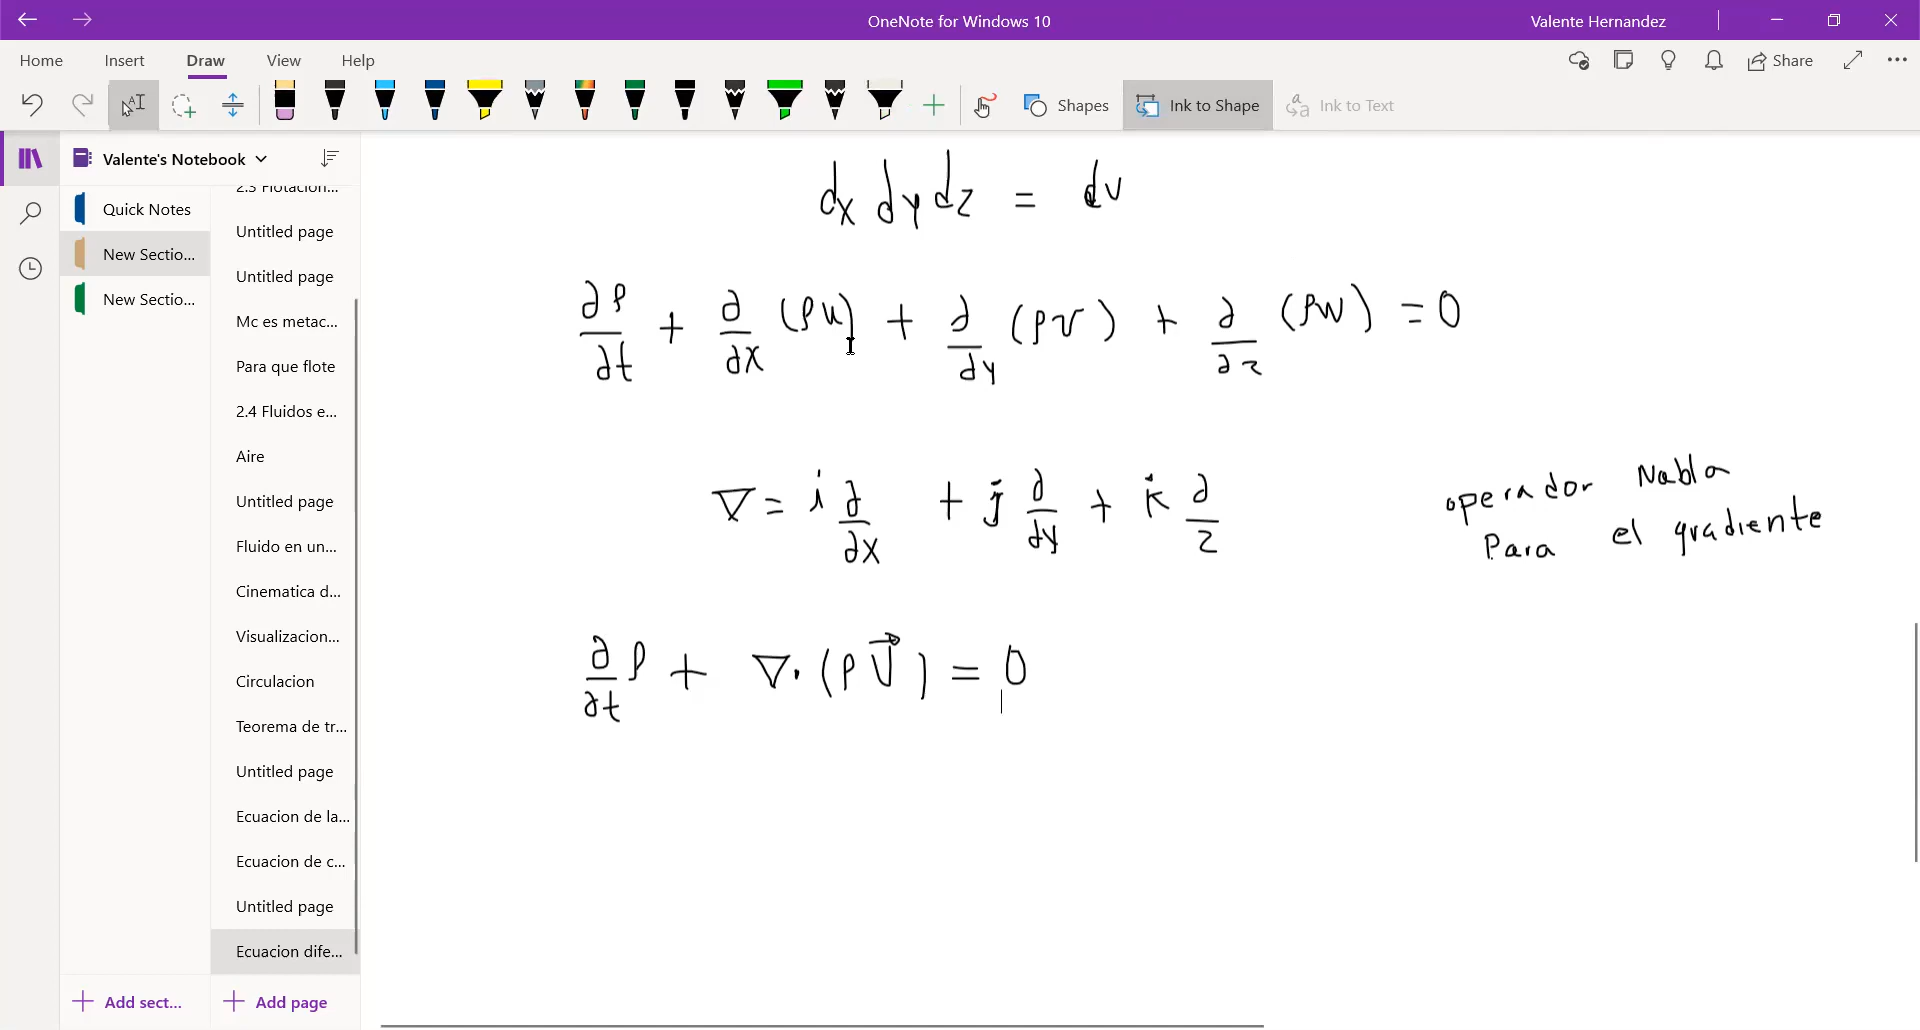 OneNote for Windows 10
Valente Hernandez
Home Insert Draw View Help
Share
Shapes
Ink to Shape
Ink to Text
Valente's Notebook
Quick Notes
New Sectio...
New Sectio...
2.3 Flotacion...
Untitled page
Untitled page
Mc es metac...
Para que flote
2.4 Fluidos e...
Aire
Untitled page
Fluido en un...
Cinematica d...
Visualizacion...
Circulacion
Teorema de tr...
Untitled page
Ecuacion de la...
Ecuacion de c...
Untitled page
Ecuacion dife...
Add sect...
Add page
dx dy dz = dv
∂ρ/∂t + ∂/∂x (ρu) + ∂/∂y (ρv) + ∂/∂z (ρw) = 0
∇ = i ∂/∂x + j ∂/∂y + k ∂/z
operador Nabla
Para el gradiente
∂/∂t ρ + ∇· (ρV⃗) = 0